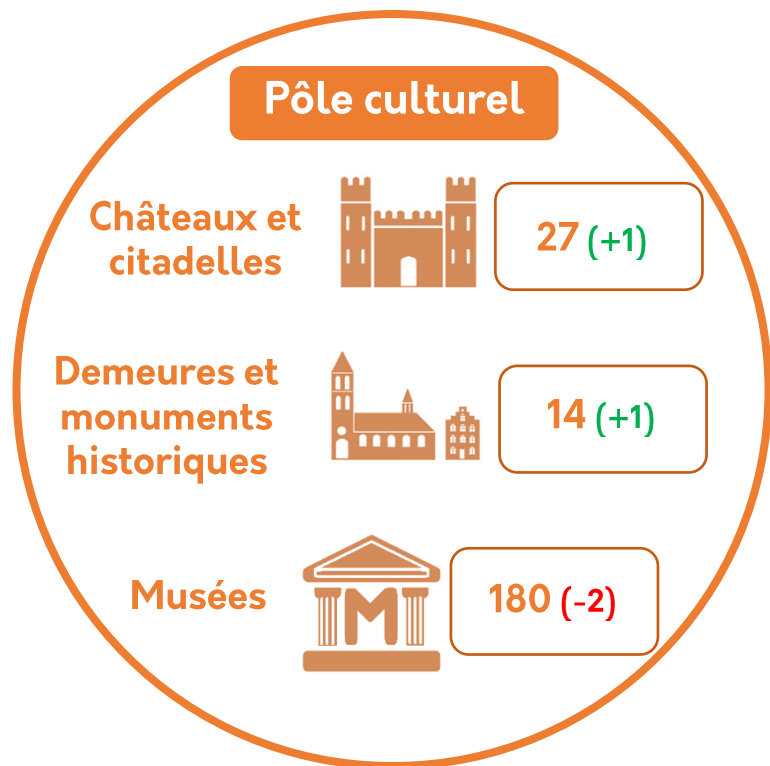 Pôle culturel
Châteaux et
citadelles
27 (+1)
Demeures et
monuments
historiques
14 (+1)
Musées
M
180 (-2)